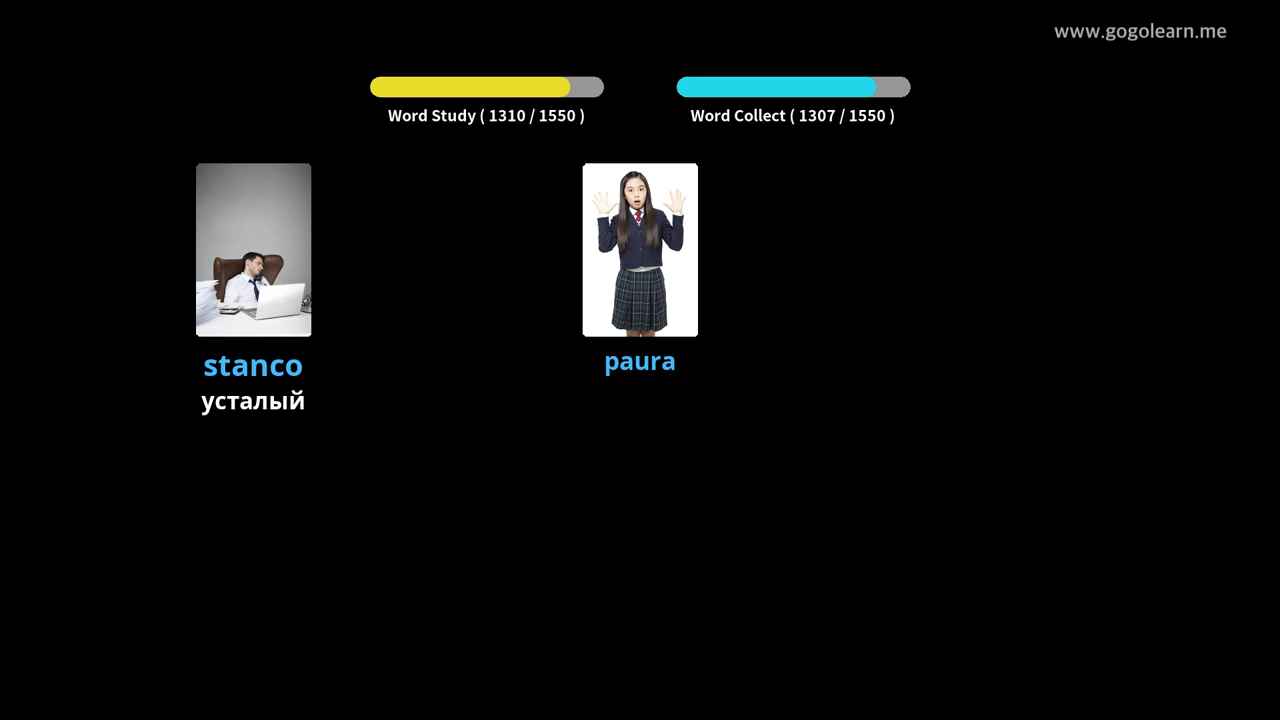 www.gogolearn.me
Word Study ( 1310 / 1550 )
Word Collect ( 1307 / 1550 )
stanco
усталый
paura